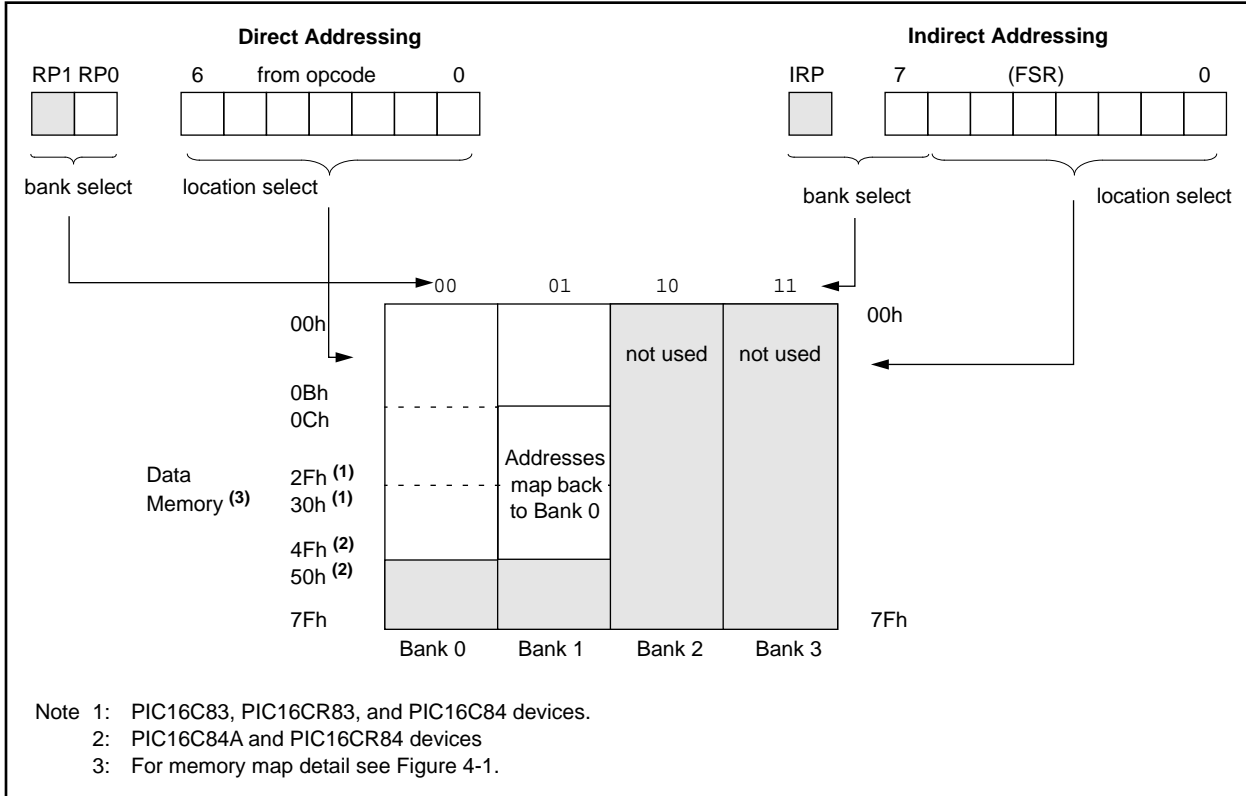 Direct Addressing
Indirect Addressing
RP1 RP0
6 from opcode 0
IRP
7 (FSR) 0
bank select
location select
bank select
location select
00 01 10 11
00h
00h
not used
not used
0Bh
0Ch
Data
Memory (3)
2Fh (1)
30h (1)
Addresses
map back
to Bank 0
4Fh (2)
50h (2)
7Fh
7Fh
Bank 0 Bank 1 Bank 2 Bank 3
Note 1: PIC16C83, PIC16CR83, and PIC16C84 devices.
2: PIC16C84A and PIC16CR84 devices
3: For memory map detail see Figure 4-1.